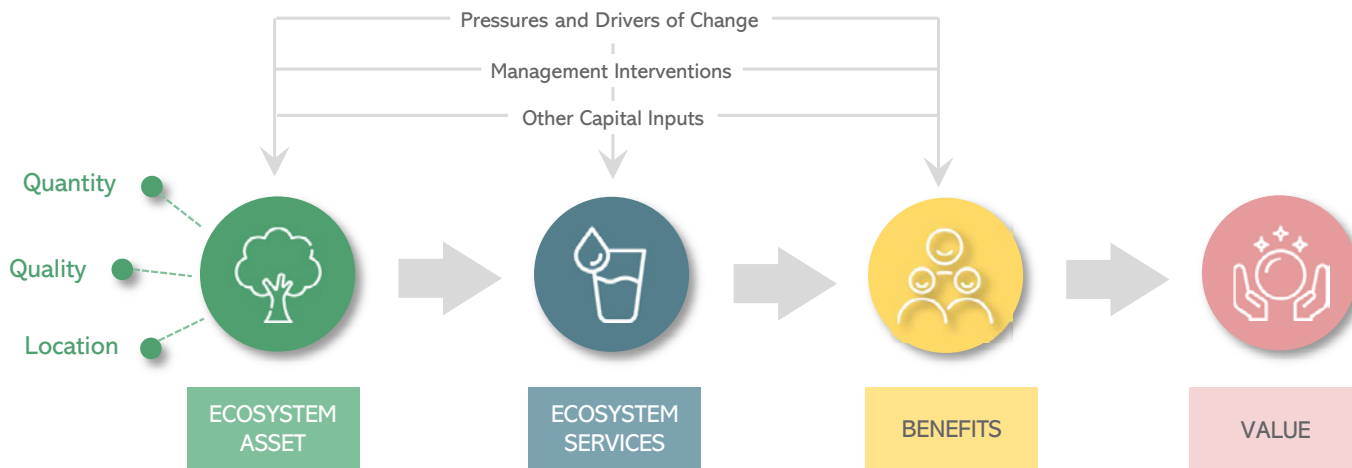 Pressures and Drivers of Change
Management Interventions
Other Capital Inputs
Quantity
Quality
Location
ECOSYSTEM
ASSET
ECOSYSTEM
SERVICES
BENEFITS
VALUE